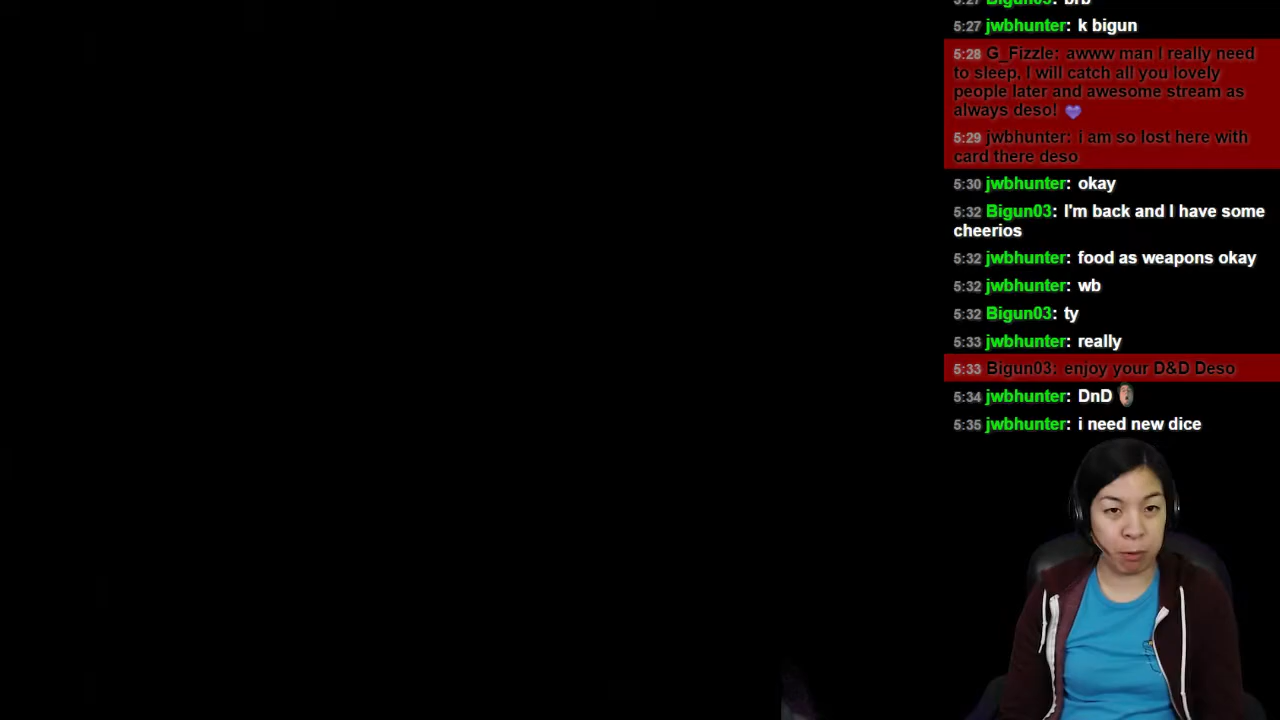 5:27 Bigun03: brb
5:27 jwbhunter: k bigun
5:28 G_Fizzle: awww man I really need
to sleep, I will catch all you lovely
people later and awesome stream as
always deso!
5:29 jwbhunter: i am so lost here with
card there deso
5:30 jwbhunter: okay
5:32 Bigun03: I'm back and I have some
cheerios
5:32 jwbhunter: food as weapons okay
5:32 jwbhunter: wb
5:32 Bigun03: ty
5:33 jwbhunter: really
5:33 Bigun03: enjoy your D&D Deso
5:34 jwbhunter: DnD
5:35 jwbhunter: i need new dice